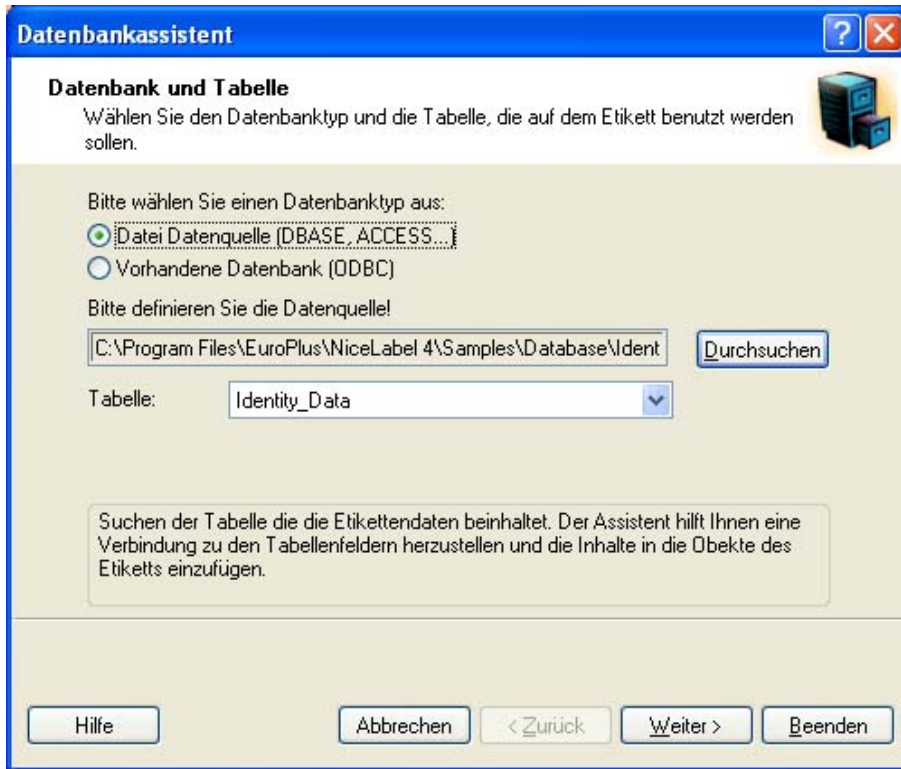 Datenbankassistent
Datenbank und Tabelle
Wählen Sie den Datenbanktyp und die Tabelle, die auf dem Etikett benutzt werden
sollen.
Bitte wählen Sie einen Datenbanktyp aus:
Datei Datenquelle (DBASE, ACCESS...)
Vorhandene Datenbank (ODBC)
Bitte definieren Sie die Datenquelle!
C:\Program Files\EuroPlus\NiceLabel 4\Samples\Database\Ident
Durchsuchen
Tabelle:
Identity_Data
Suchen der Tabelle die die Etikettendaten beinhaltet. Der Assistent hilft Ihnen eine
Verbindung zu den Tabellenfeldern herzustellen und die Inhalte in die Obekte des
Etiketts einzufügen.
Hilfe
Abbrechen
< Zurück
Weiter >
Beenden